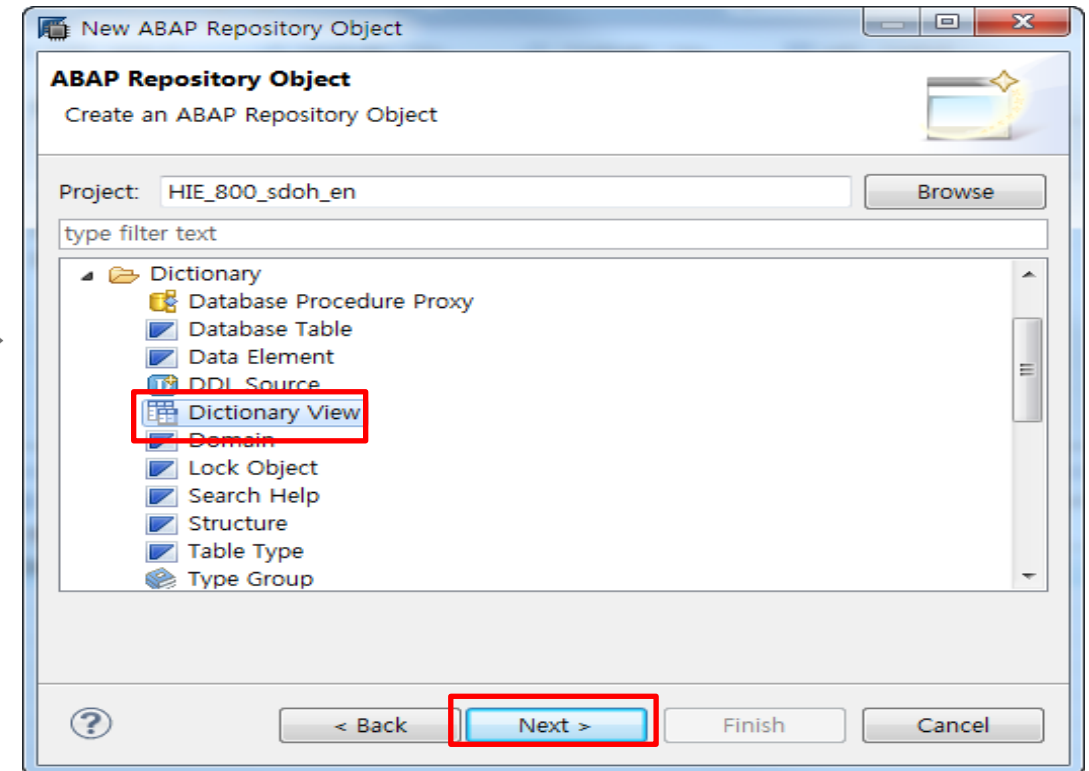 New ABAP Repository Object
ABAP Repository Object
Create an ABAP Repository Object
Project: HIE_800_sdoh_en Browse
type filter text
Dictionary
Database Procedure Proxy
Database Table
Data Element
DDL Source
Dictionary View
Domain
Lock Object
Search Help
Structure
Table Type
Type Group
? < Back Next > Finish Cancel